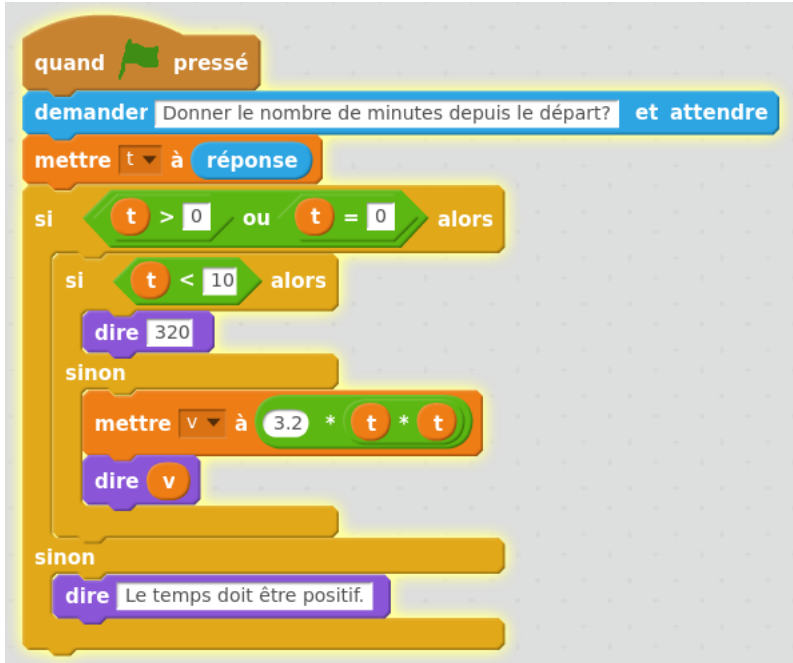 quand pressé
demander Donner le nombre de minutes depuis le départ? et attendre
mettre t à réponse
si t > 0 ou t = 0 alors
si t < 10 alors
dire 320
sinon
mettre v à 3.2 * t * t
dire v
sinon
dire Le temps doit être positif.